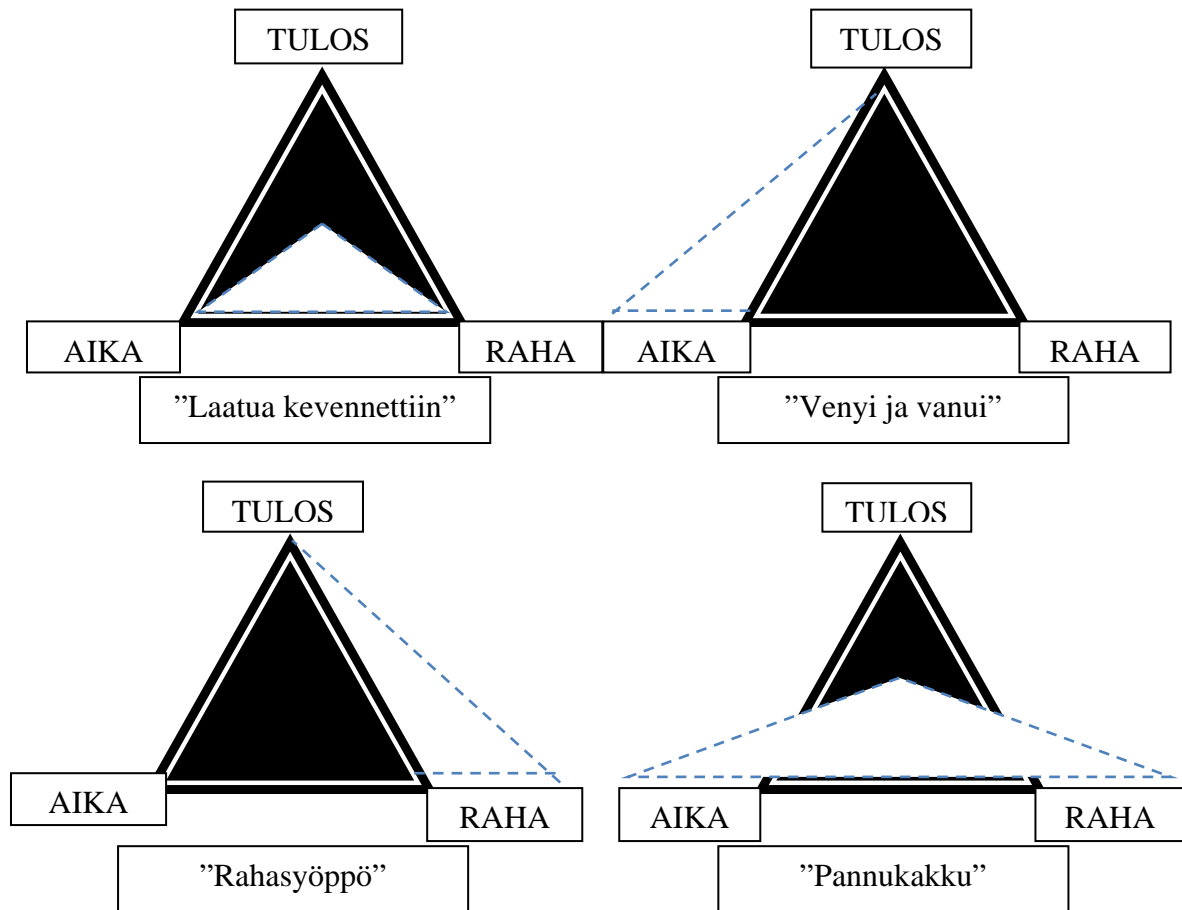 TULOS
TULOS
AIKA
RAHA
AIKA
RAHA
”Laatua kevennettiin”
”Venyi ja vanui”
TULOS
TULOS
AIKA
RAHA
AIKA
RAHA
”Rahasyöppö”
”Pannukakku”